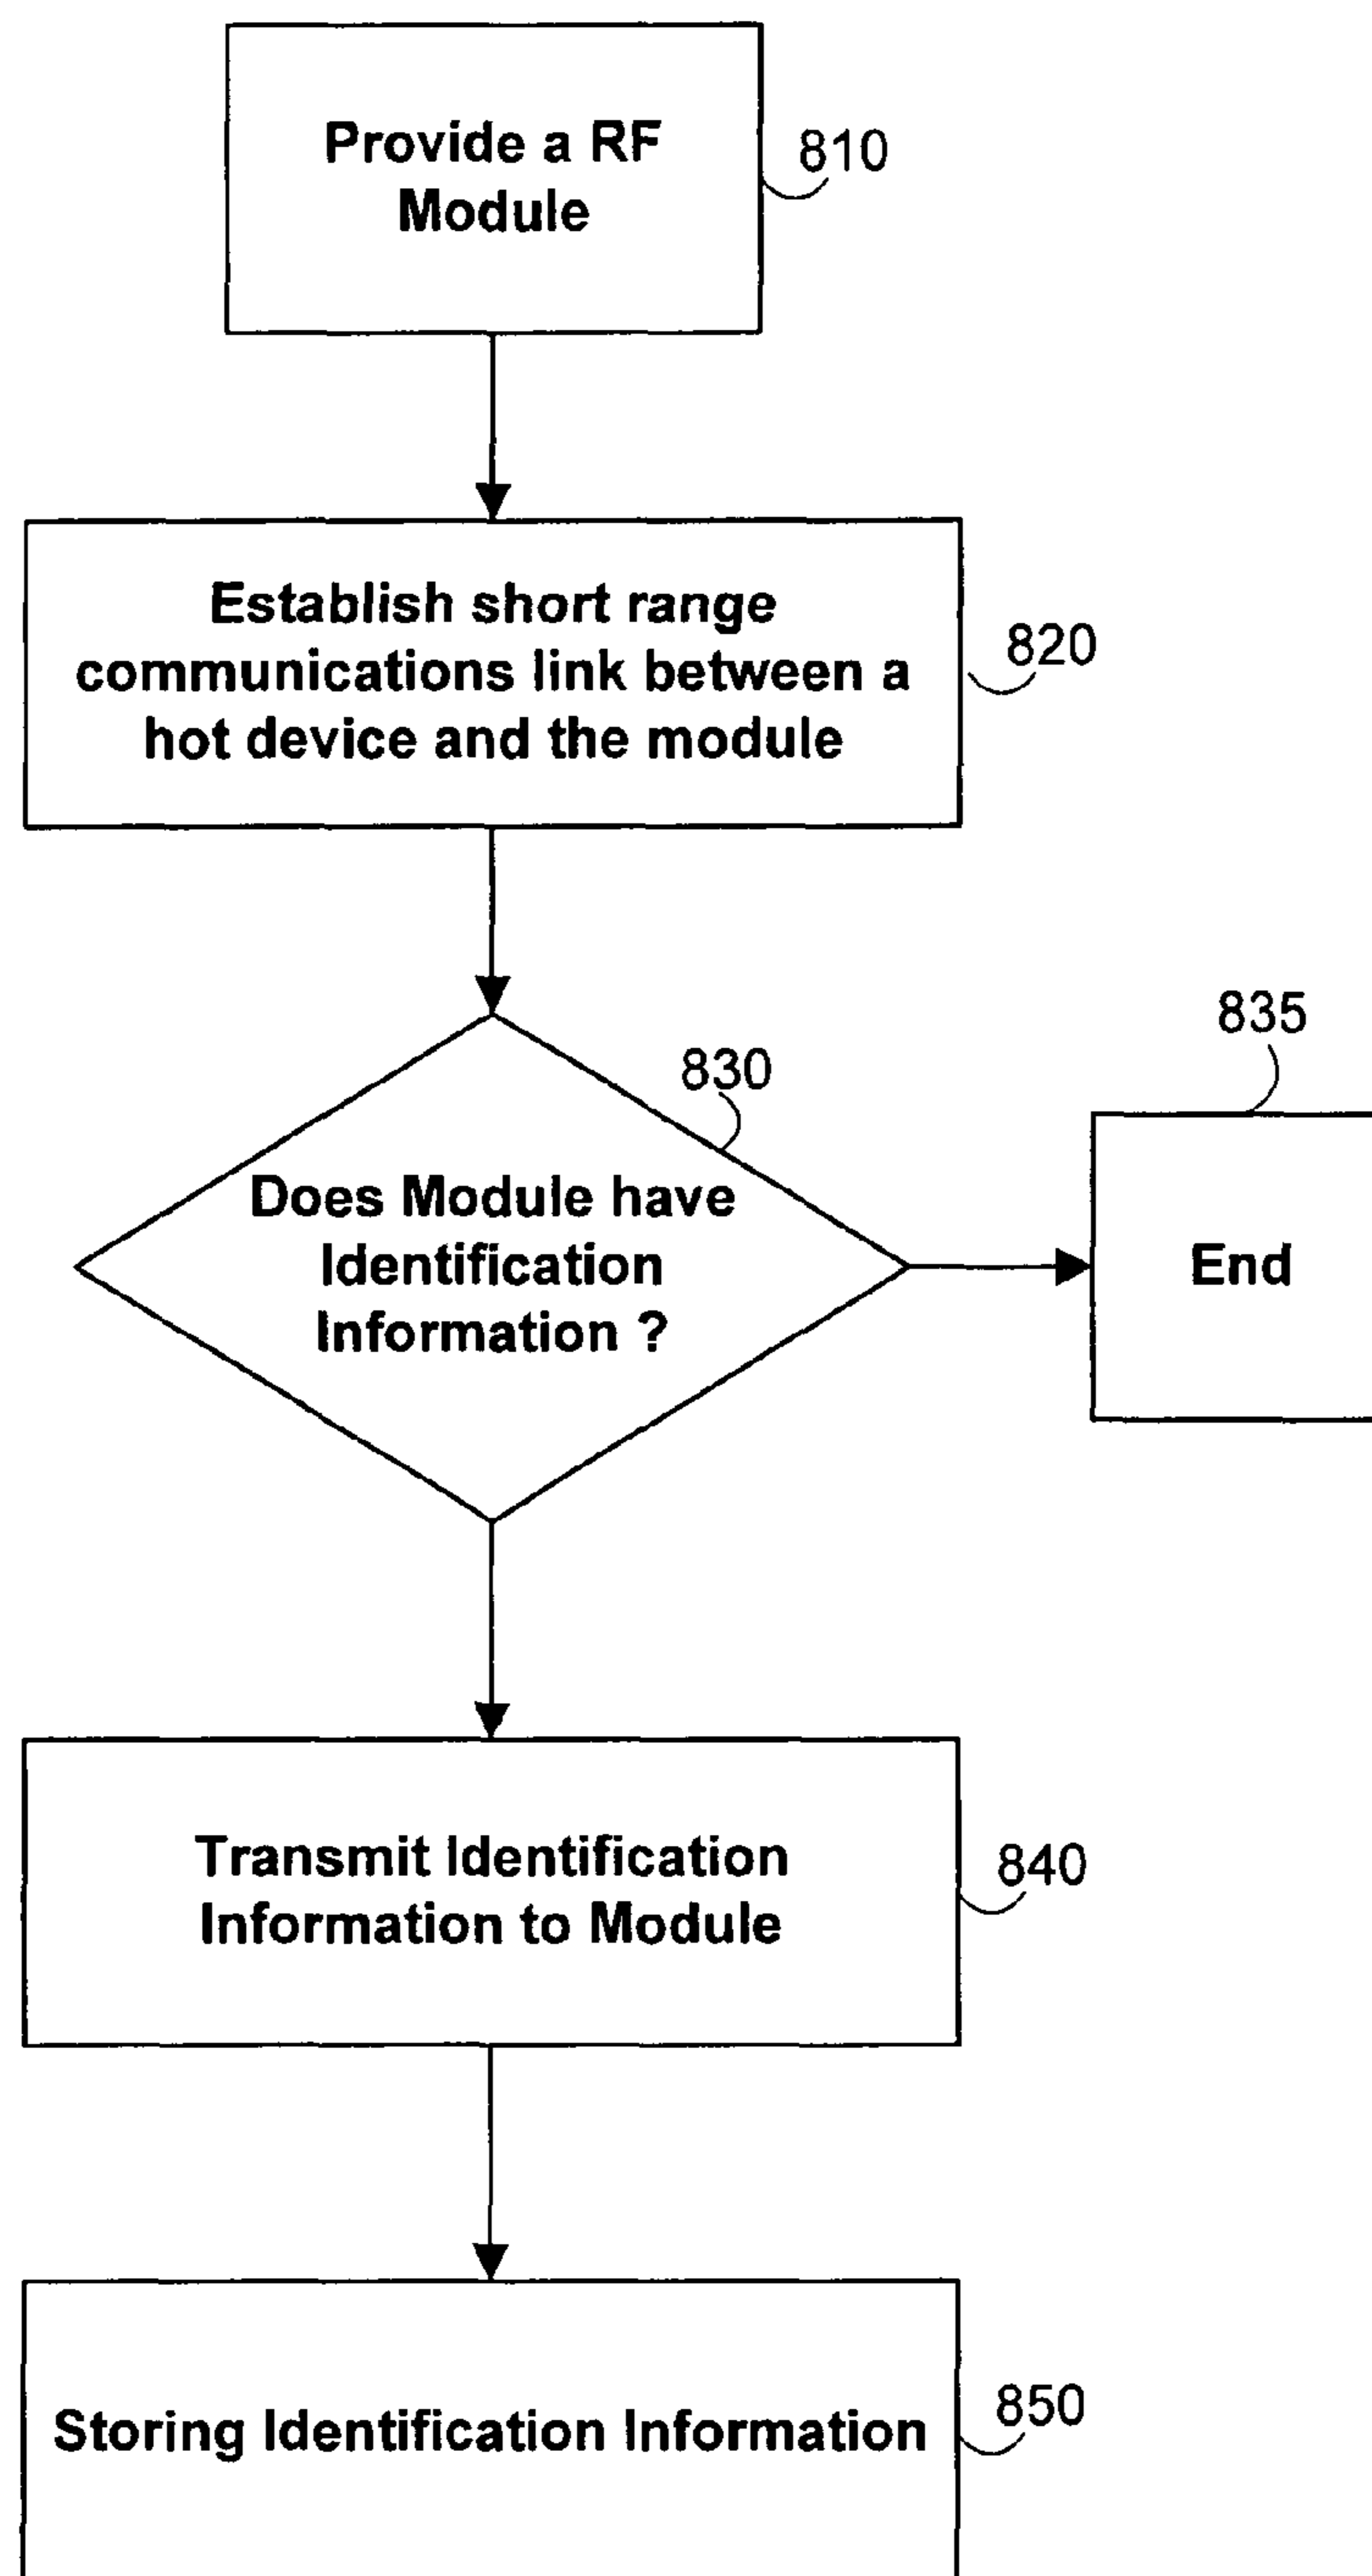 Provide a RF
Module
810
Establish short range
communications link between a
hot device and the module
820
830
835
Does Module have
Identification
Information ?
End
Transmit Identification
Information to Module
840
Storing Identification Information
850